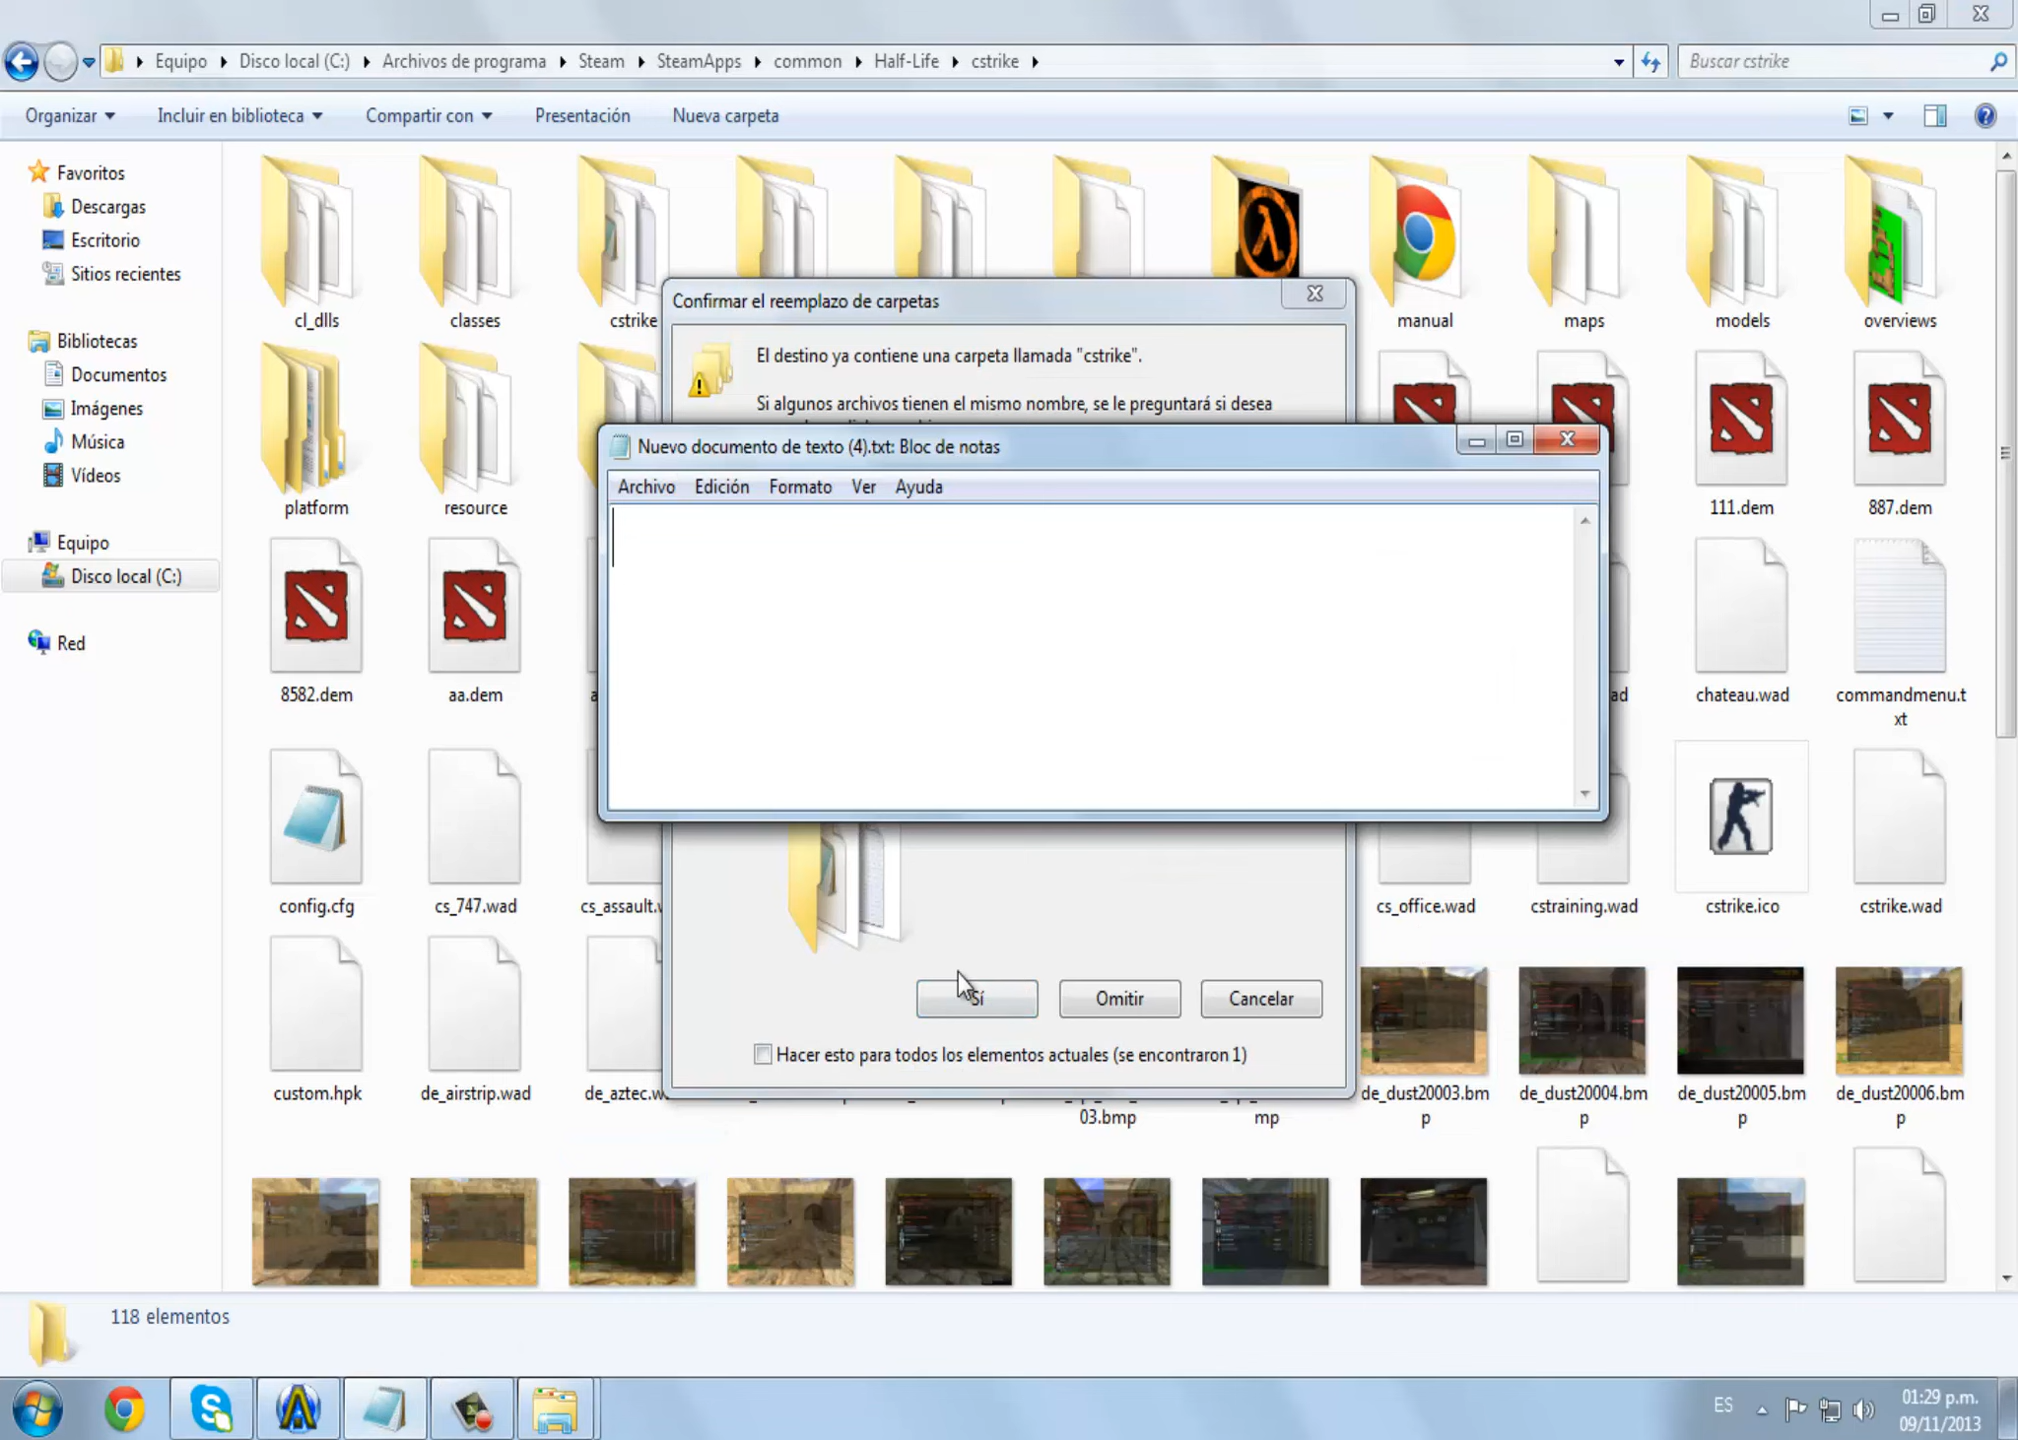 Equipo Disco local (C:) Archivos de programa Steam SteamApps common Half-Life cstrike
Buscar cstrike
Organizar Incluir en biblioteca Compartir con Presentación Nueva carpeta
Favoritos
Descargas
Escritorio
Sitios recientes
Bibliotecas
Documentos
Imágenes
Música
Vídeos
Equipo
Disco local (C:)
Red
cl_dlls classes cstrike manual maps models overviews
Confirmar el reemplazo de carpetas
El destino ya contiene una carpeta llamada "cstrike".
Si algunos archivos tienen el mismo nombre, se le preguntará si desea
Nuevo documento de texto (4).txt: Bloc de notas
Archivo Edición Formato Ver Ayuda
platform resource 111.dem 887.dem
8582.dem aa.dem chateau.wad commandmenu.t
xt
config.cfg cs_747.wad cs_assault.w cs_office.wad cstraining.wad cstrike.ico cstrike.wad
Sí Omitir Cancelar
Hacer esto para todos los elementos actuales (se encontraron 1)
custom.hpk de_airstrip.wad de_aztec.w de_dust20003.bm de_dust20004.bm de_dust20005.bm de_dust20006.bm
03.bmp mp p p p p
118 elementos
ES
01:29 p.m.
09/11/2013